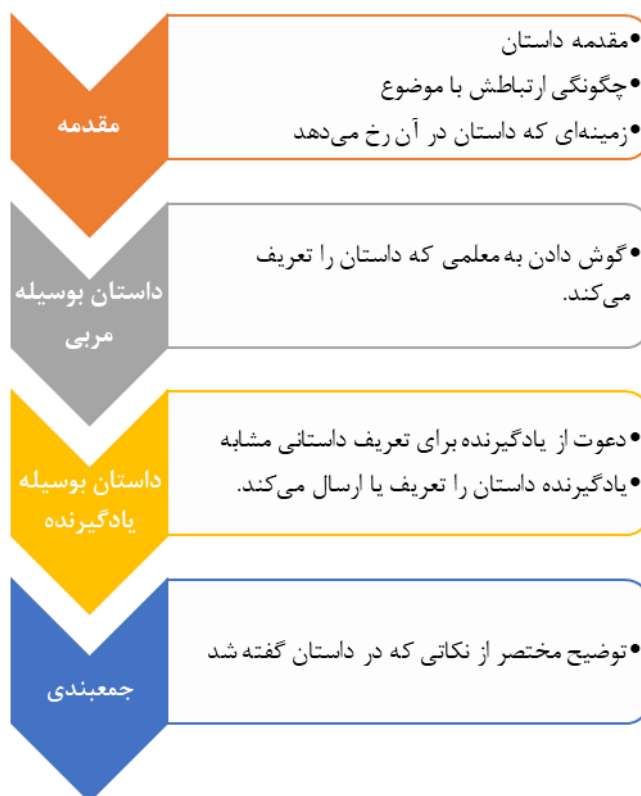 مقدمه
•مقدمه داستان
•چگونگی ارتباطش با موضوع
•زمینه‌ای که داستان در آن رخ می‌دهد
داستان بوسیله
مربی
•گوش دادن به معلمی که داستان را تعریف
می‌کند.
داستان بوسیله
یادگیرنده
•دعوت از یادگیرنده برای تعریف داستانی مشابه
•یادگیرنده داستان را تعریف یا ارسال می‌کند.
جمعبندی
•توضیح مختصر از نکاتی که در داستان گفته شد